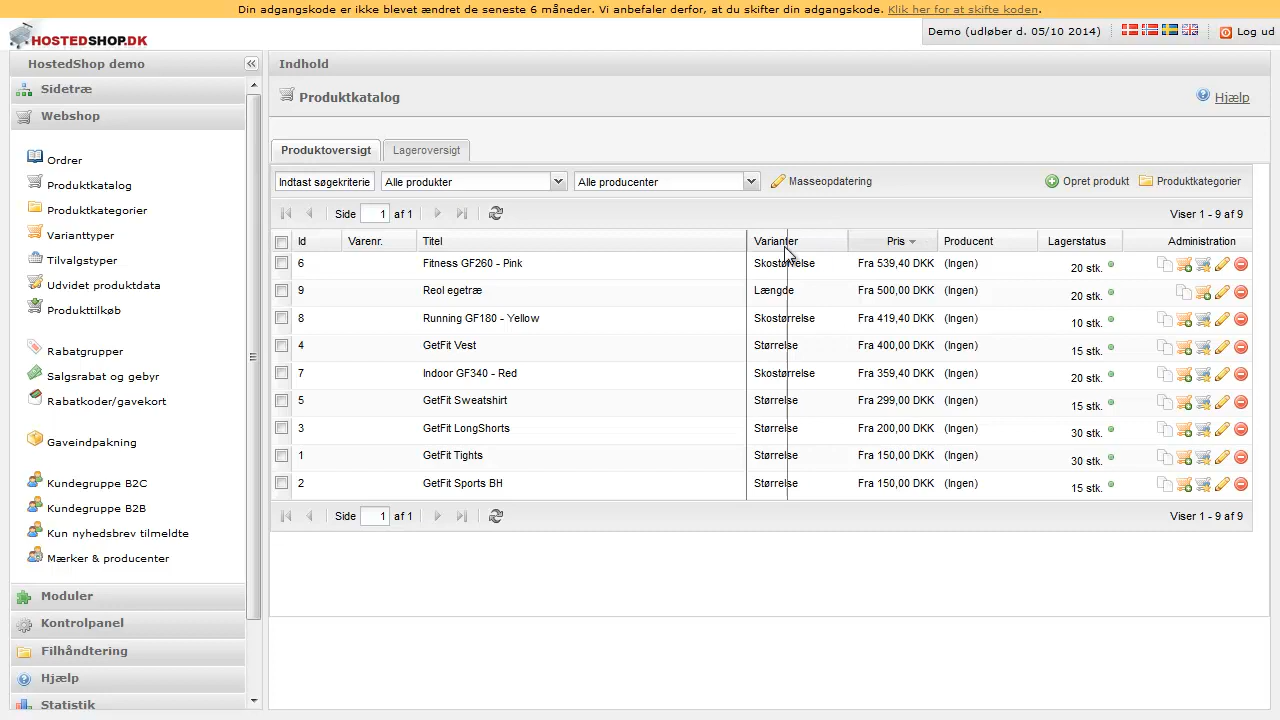 Din adgangskode er ikke blevet ændret de seneste 6 måneder. Vi anbefaler derfor, at du skifter din adgangskode. Klik her for at skifte koden.
HOSTEDSHOP.DK
Demo (udløber d. 05/10 2014) Log ud
HostedShop demo
Sidetræ
Webshop
Ordrer
Produktkatalog
Produktkategorier
Varianttyper
Tilvalgstyper
Udvidet produktdata
Produkttilkøb
Rabatgrupper
Salgsrabat og gebyr
Rabatkoder/gavekort
Gaveindpakning
Kundegruppe B2C
Kundegruppe B2B
Kun nyhedsbrev tilmeldte
Mærker & producenter
Moduler
Kontrolpanel
Filhåndtering
Hjælp
Statistik
Indhold
Produktkatalog Hjælp
Produktoversigt Lageroversigt
Indtast søgekriterie Alle produkter Alle producenter Masseopdatering Opret produkt Produktkategorier
Side 1 af 1 Viser 1 - 9 af 9
Id Varenr. Titel Varianter Pris Producent Lagerstatus Administration
6 Fitness GF260 - Pink Skostørrelse Fra 539,40 DKK (Ingen) 20 stk.
9 Reol egetræ Længde Fra 500,00 DKK (Ingen) 20 stk.
8 Running GF180 - Yellow Skostørrelse Fra 419,40 DKK (Ingen) 10 stk.
4 GetFit Vest Størrelse Fra 400,00 DKK (Ingen) 15 stk.
7 Indoor GF340 - Red Skostørrelse Fra 359,40 DKK (Ingen) 20 stk.
5 GetFit Sweatshirt Størrelse Fra 299,00 DKK (Ingen) 15 stk.
3 GetFit LongShorts Størrelse Fra 200,00 DKK (Ingen) 30 stk.
1 GetFit Tights Størrelse Fra 150,00 DKK (Ingen) 30 stk.
2 GetFit Sports BH Størrelse Fra 150,00 DKK (Ingen) 15 stk.
Side 1 af 1 Viser 1 - 9 af 9